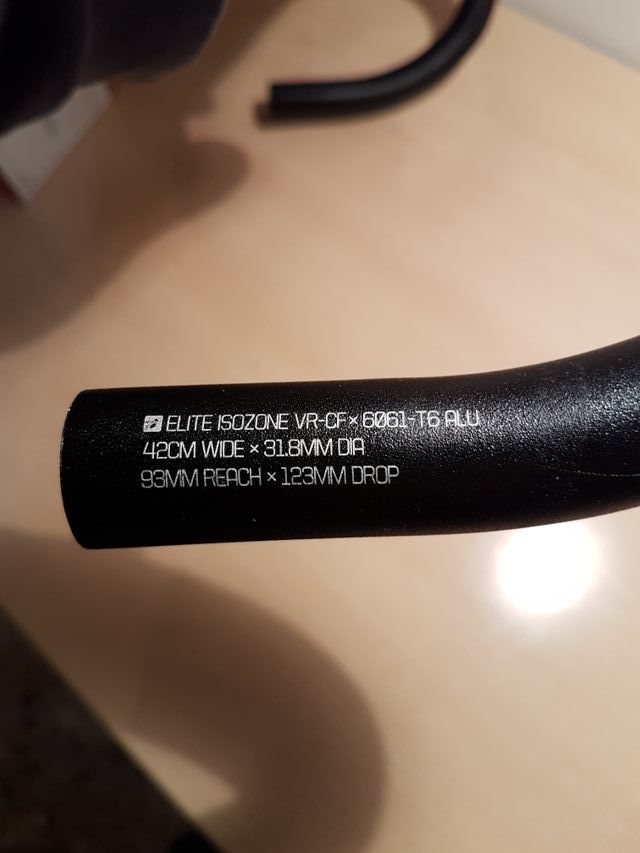 ELITE ISOZONE VR-CF × 6061-T6 ALU
42CM WIDE × 31.8MM DIA
93MM REACH × 123MM DROP